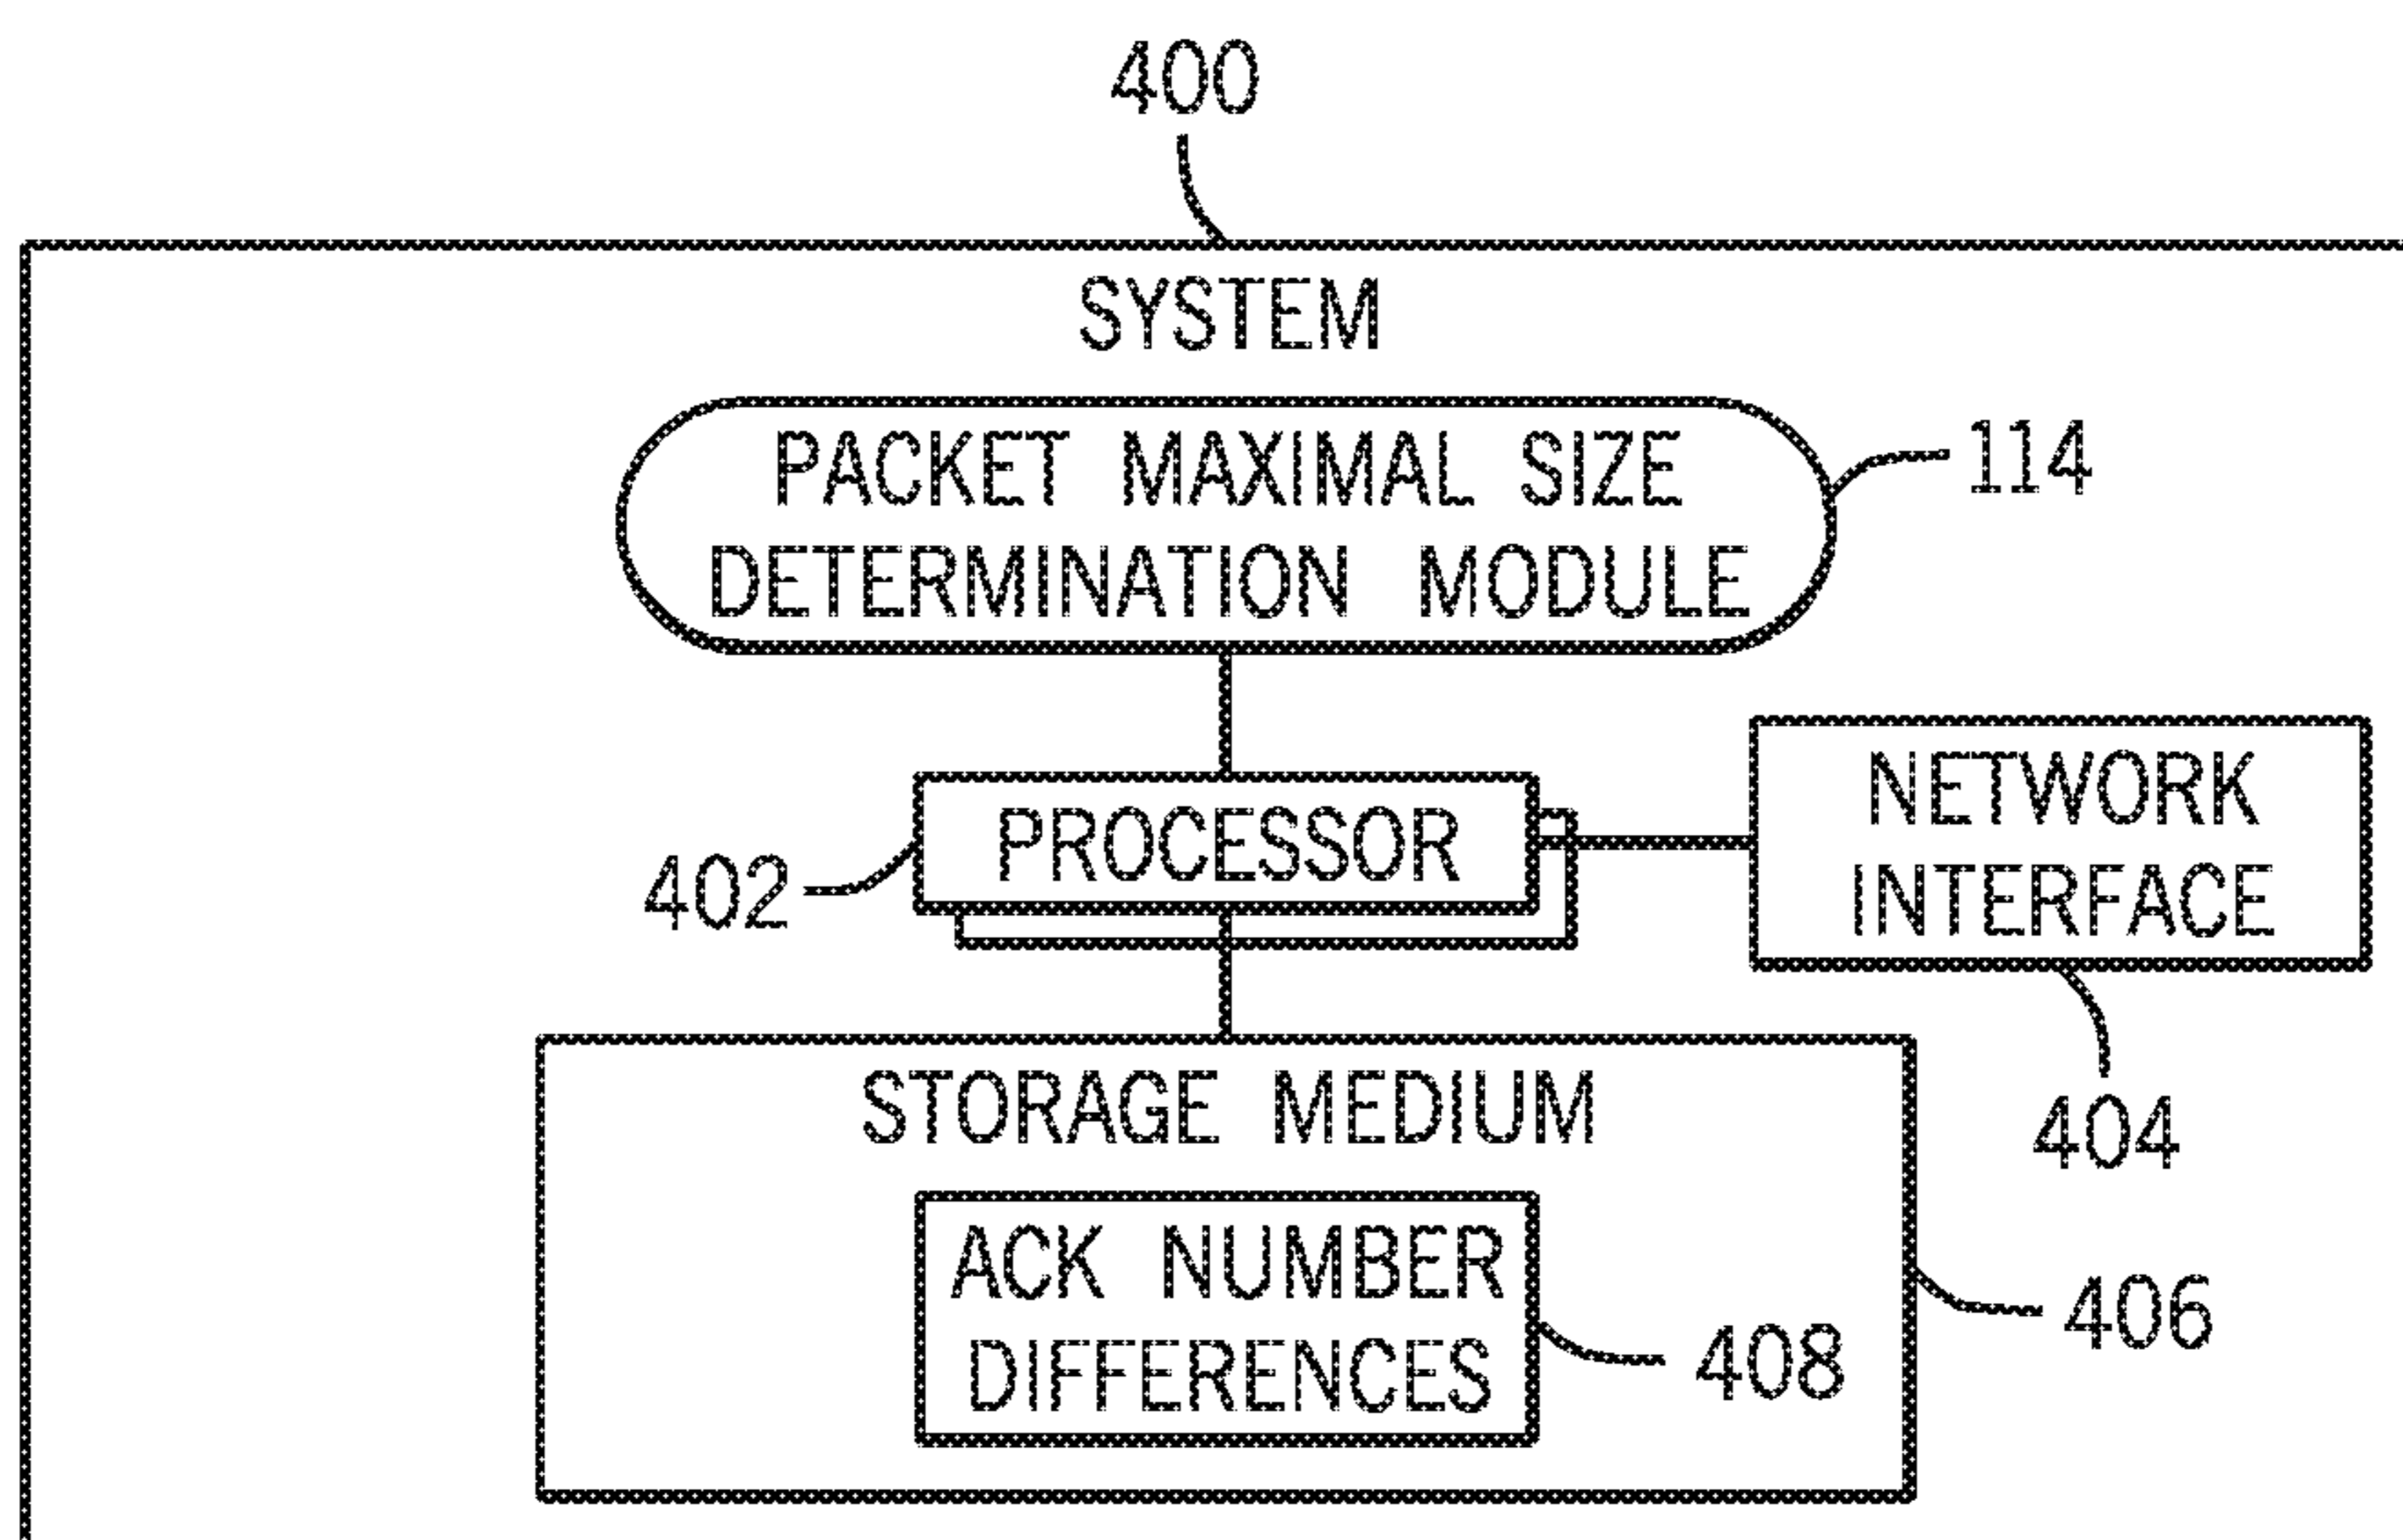 400
SYSTEM
PACKET MAXIMAL SIZE
DETERMINATION MODULE
114
PROCESSOR
402
NETWORK
INTERFACE
404
STORAGE MEDIUM
ACK NUMBER
DIFFERENCES
408
406